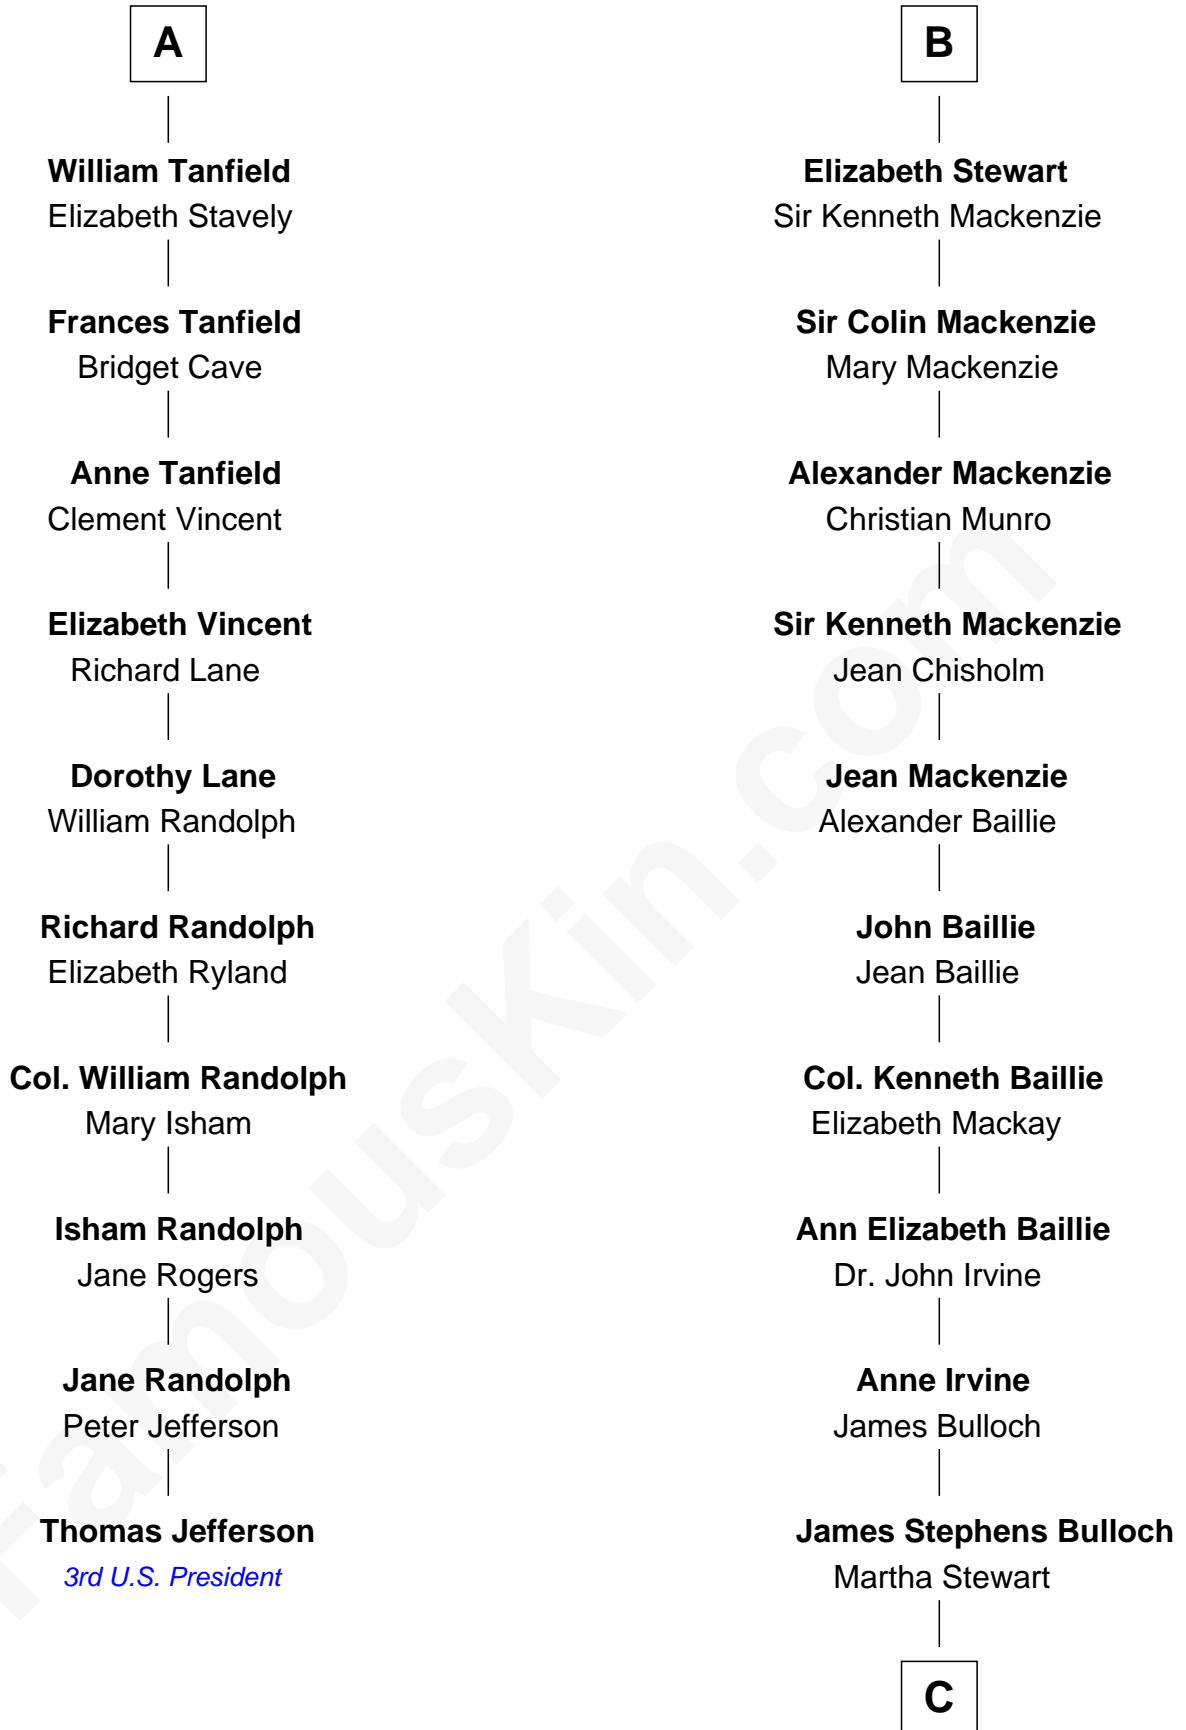 A
William Tanfield
Elizabeth Stavely
Frances Tanfield
Bridget Cave
Anne Tanfield
Clement Vincent
Elizabeth Vincent
Richard Lane
Dorothy Lane
William Randolph
Richard Randolph
Elizabeth Ryland
Col. William Randolph
Mary Isham
Isham Randolph
Jane Rogers
Jane Randolph
Peter Jefferson
Thomas Jefferson
3rd U.S. President
B
Elizabeth Stewart
Sir Kenneth Mackenzie
Sir Colin Mackenzie
Mary Mackenzie
Alexander Mackenzie
Christian Munro
Sir Kenneth Mackenzie
Jean Chisholm
Jean Mackenzie
Alexander Baillie
John Baillie
Jean Baillie
Col. Kenneth Baillie
Elizabeth Mackay
Ann Elizabeth Baillie
Dr. John Irvine
Anne Irvine
James Bulloch
James Stephens Bulloch
Martha Stewart
C
FamousKin.com